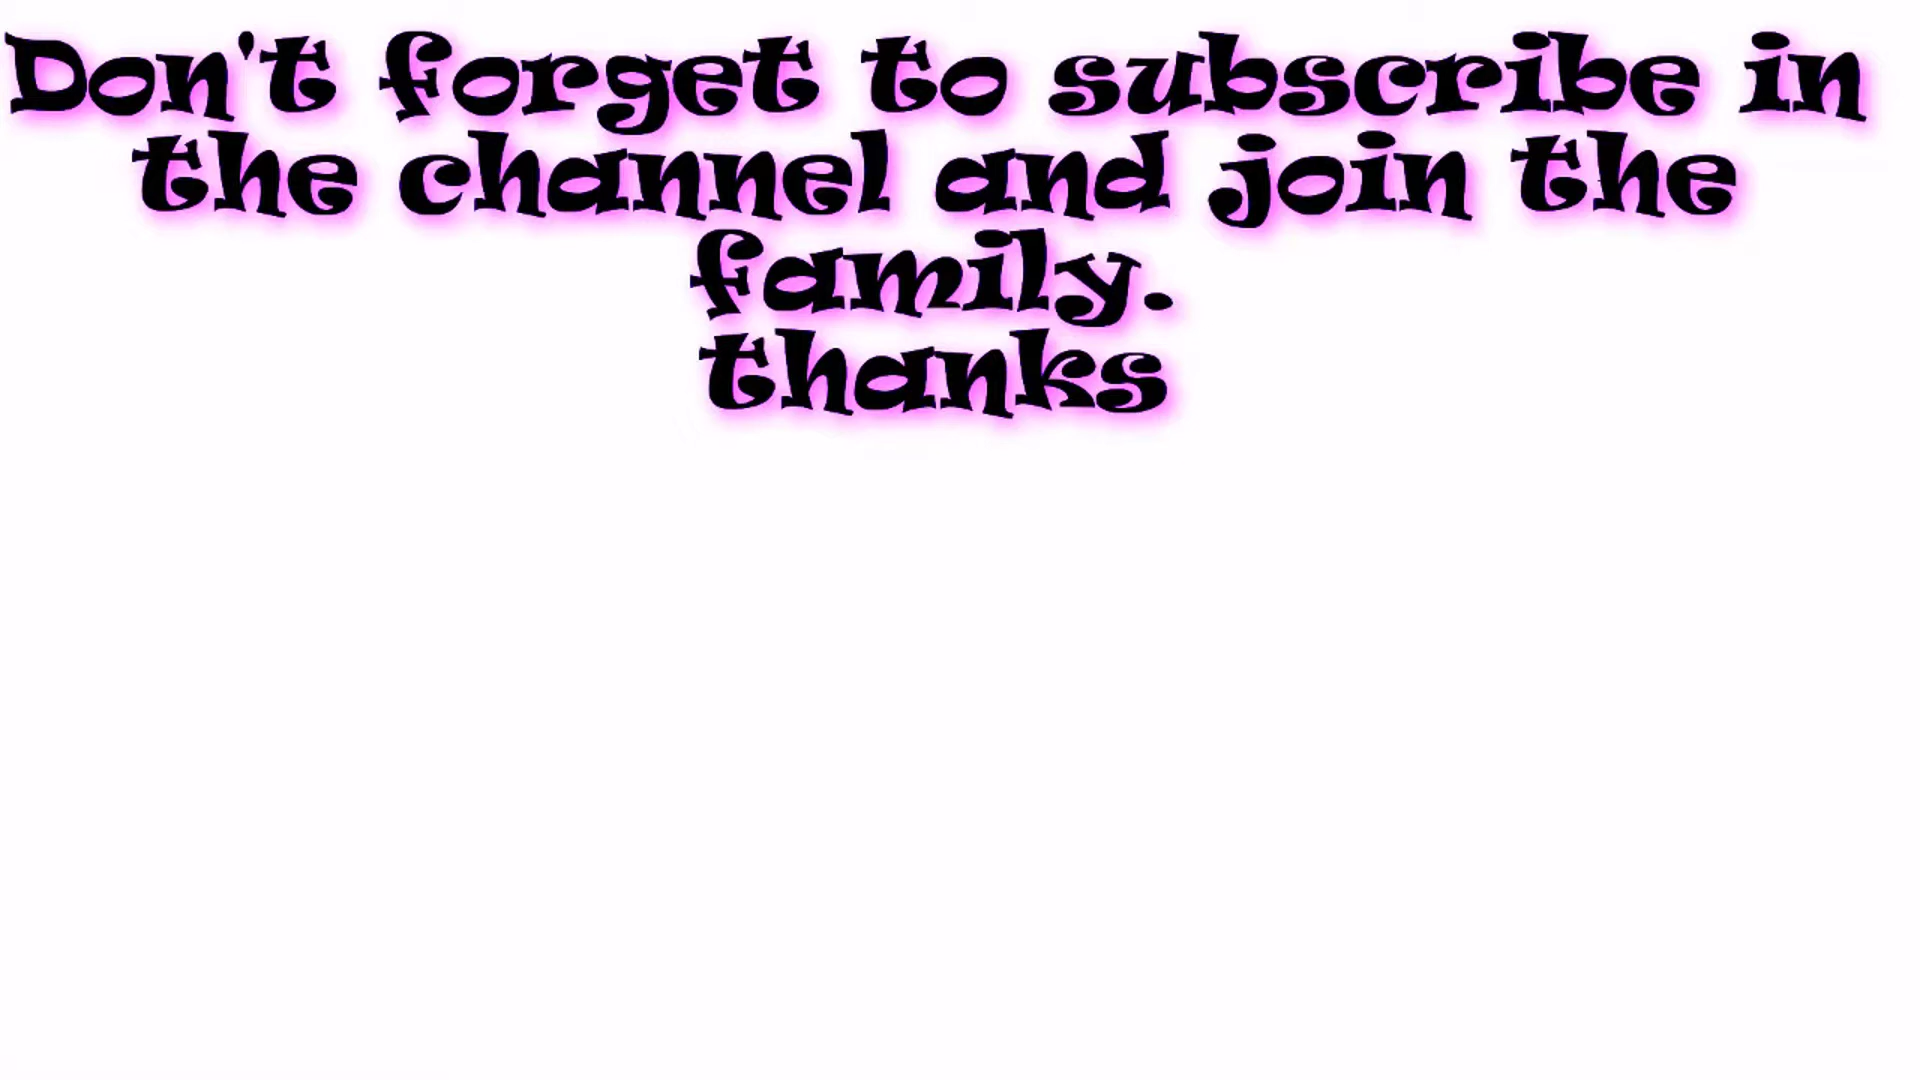 Don't forget to subscribe in
the channel and join the
family.
thanks